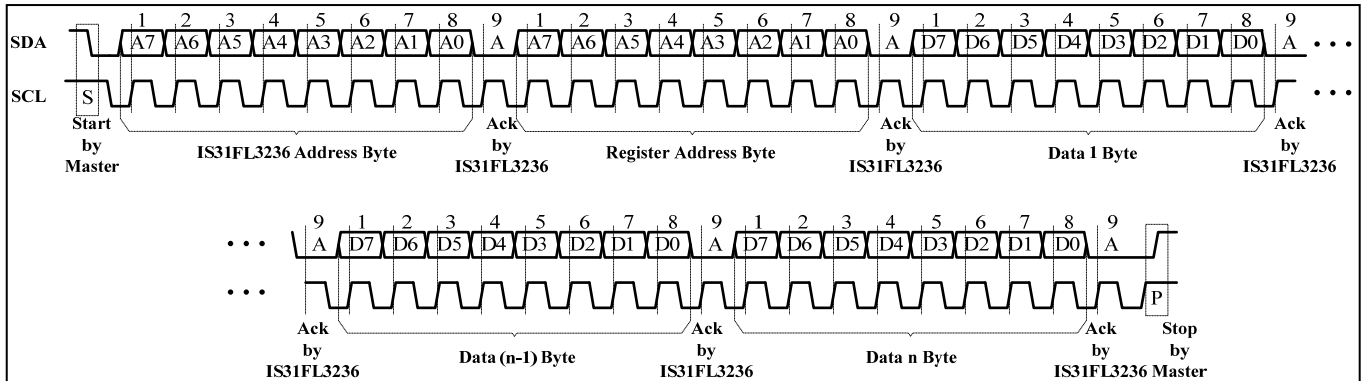 1 2 3 4 5 6 7 8 9 1 2 3 4 5 6 7 8 9 1 2 3 4 5 6 7 8 9
SDA A7 A6 A5 A4 A3 A2 A1 A0 A A7 A6 A5 A4 A3 A2 A1 A0 A D7 D6 D5 D4 D3 D2 D1 D0 A
SCL S
Start by Master
IS31FL3236 Address Byte
Ack by IS31FL3236
Register Address Byte
Ack by IS31FL3236
Data 1 Byte
Ack by IS31FL3236
9 1 2 3 4 5 6 7 8 9 1 2 3 4 5 6 7 8 9
A D7 D6 D5 D4 D3 D2 D1 D0 A D7 D6 D5 D4 D3 D2 D1 D0 A
P
Ack by IS31FL3236
Data (n-1) Byte
Ack by IS31FL3236
Data n Byte
Ack by IS31FL3236
Stop by Master